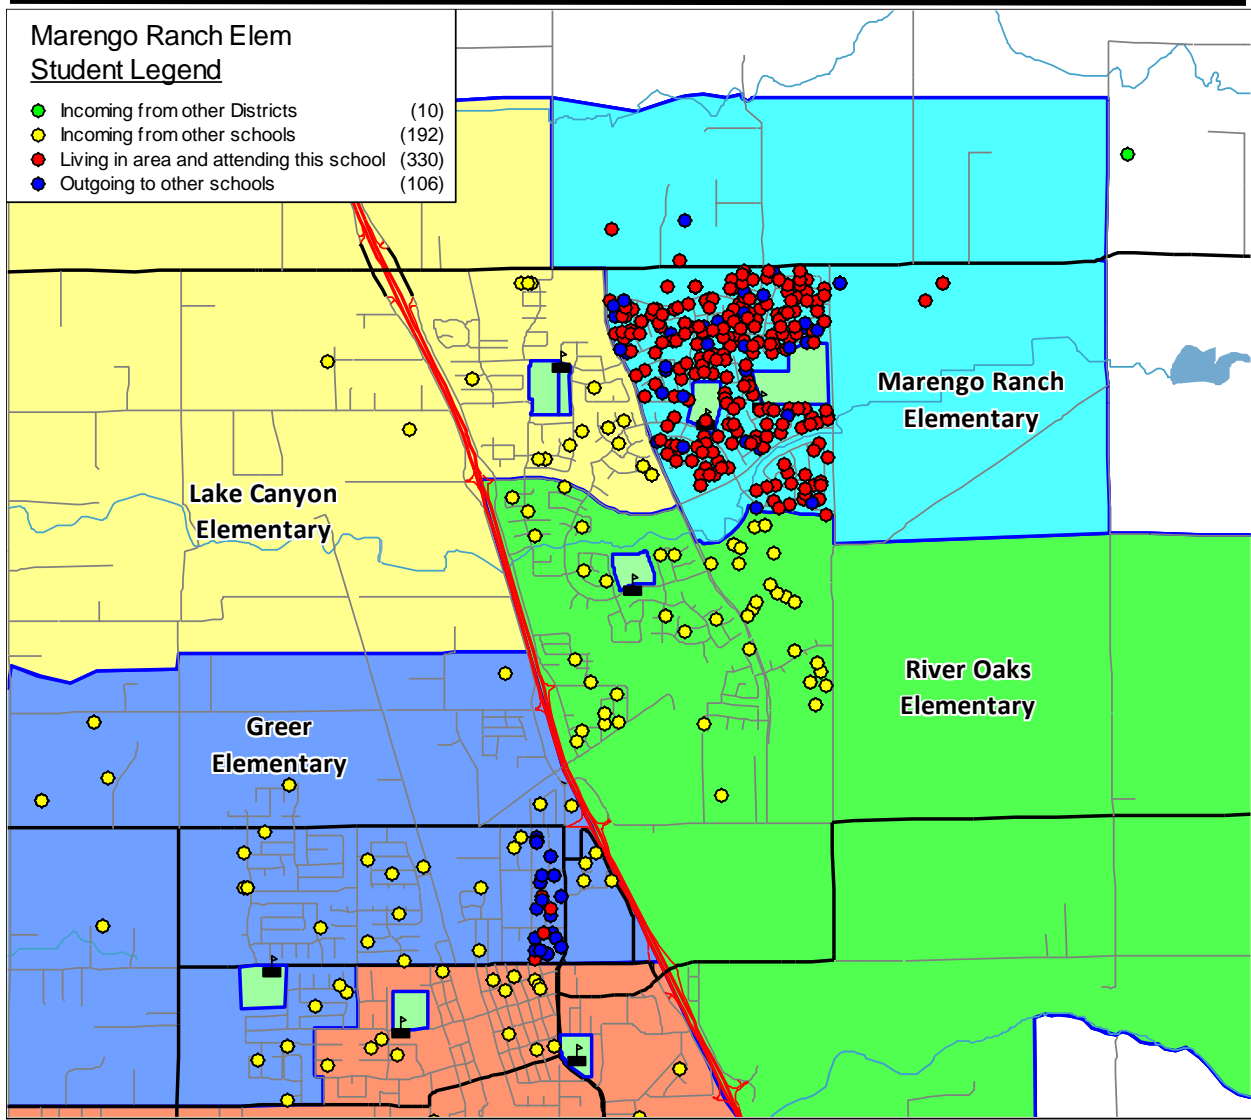 Marengo Ranch Elem
Student Legend
Incoming from other Districts (10)
Incoming from other schools (192)
Living in area and attending this school (330)
Outgoing to other schools (106)
Marengo Ranch
Elementary
Lake Canyon
Elementary
River Oaks
Elementary
Greer
Elementary